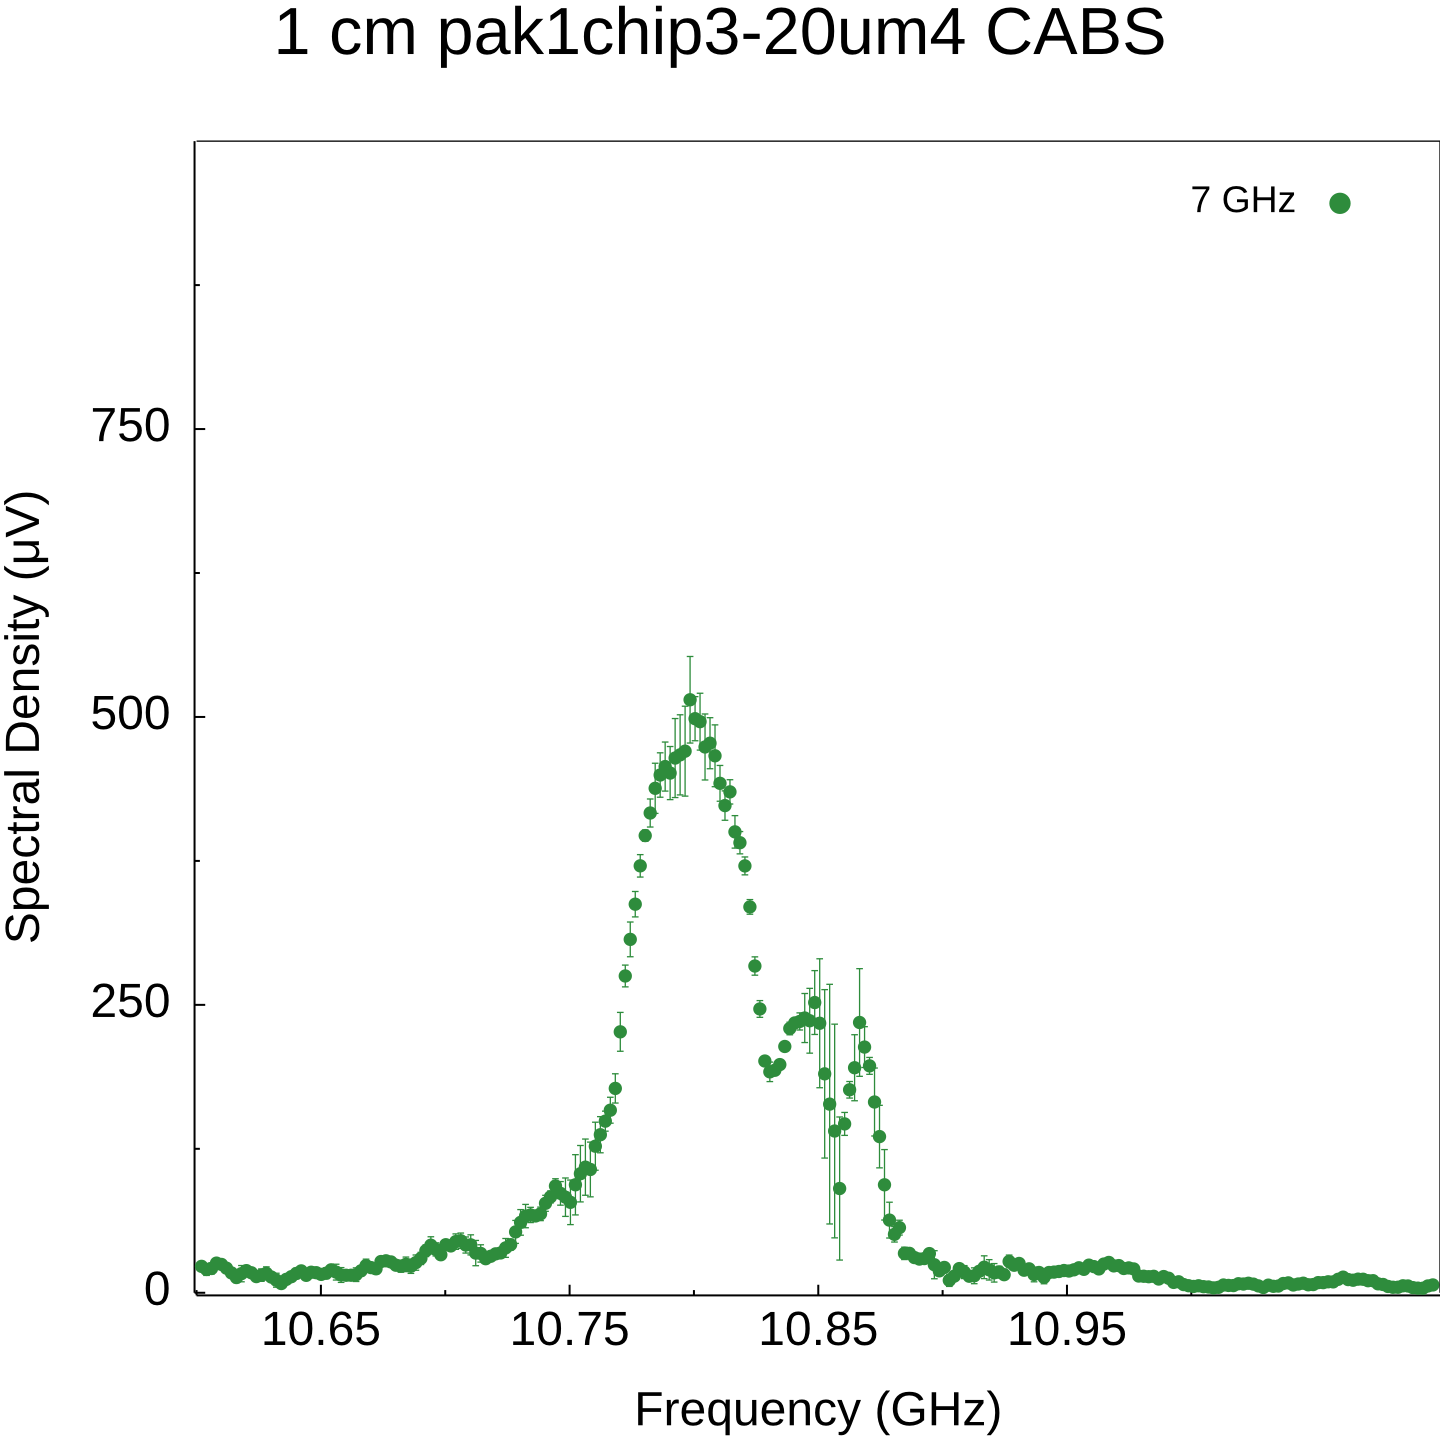 1 cm pak1chip3-20um4 CABS
7 GHz
750
500
250
0
Spectral Density (μV)
10.65
10.75
10.85
10.95
Frequency (GHz)